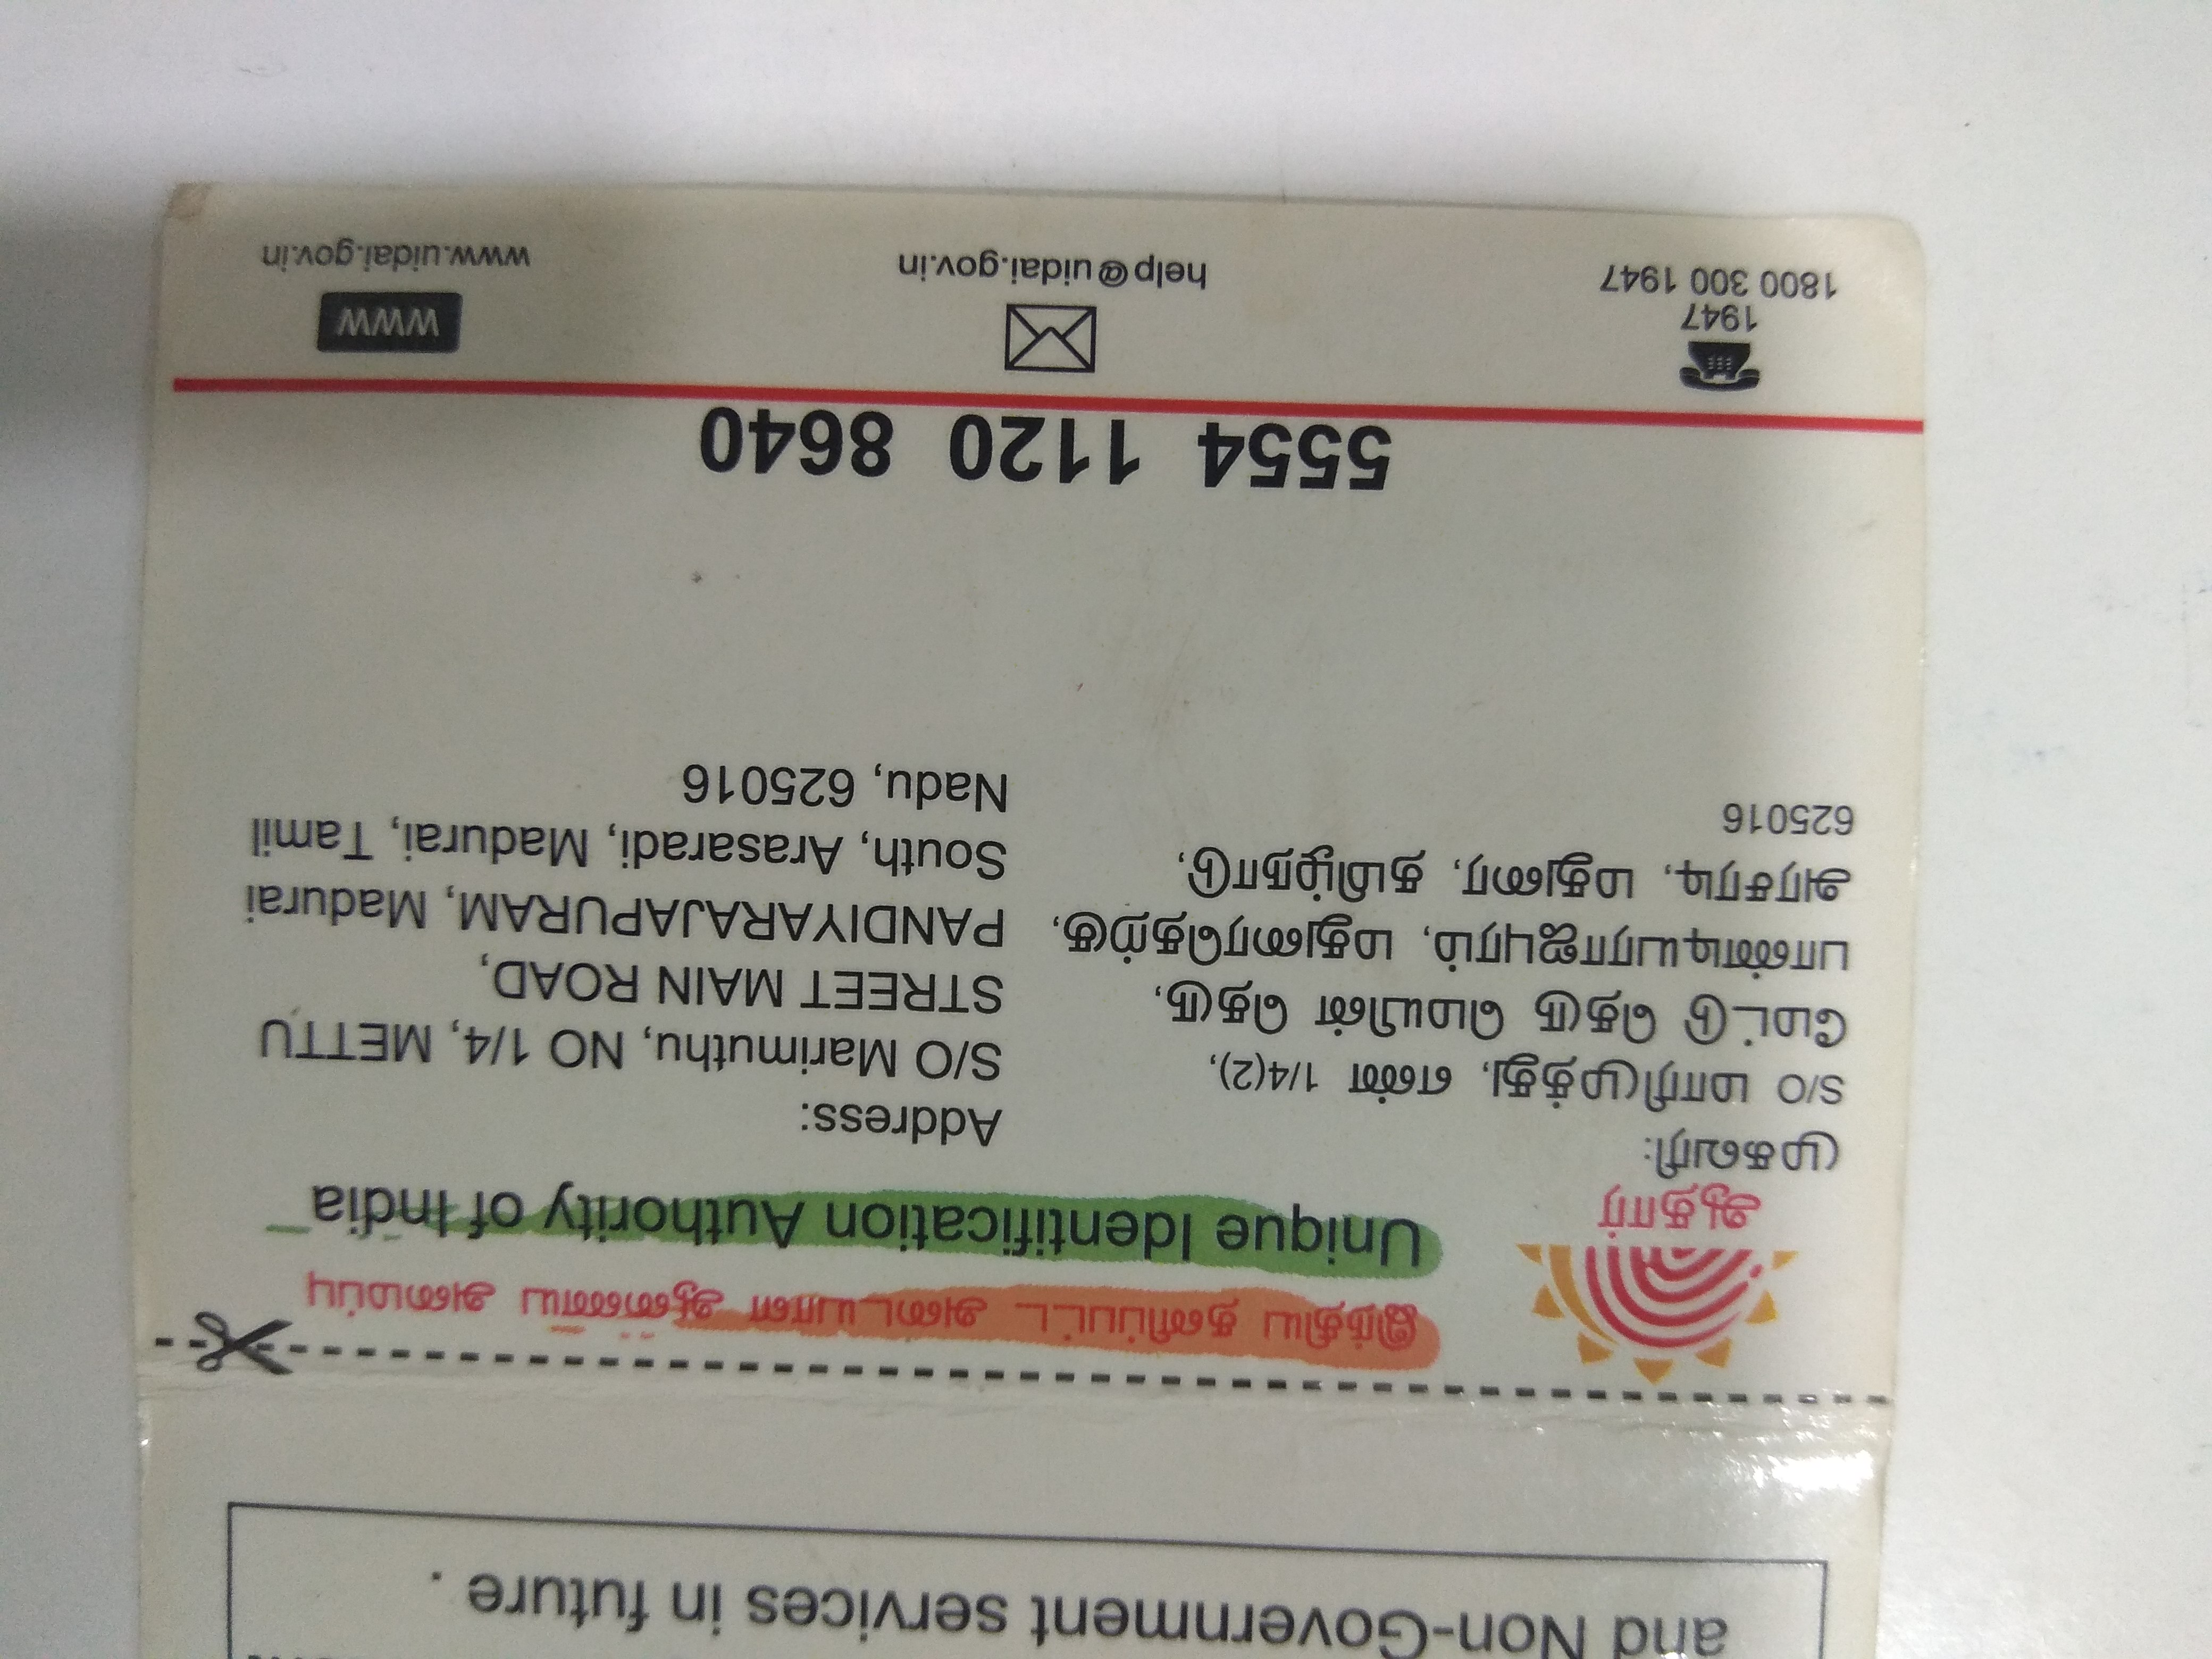 and Non-Government services in future .
இந்திய தனிப்பட்ட அடையாள ஆணைய அமைப்பு
Unique Identification Authority of India
ஆதார்
முகவரி:
S/O மாரிமுத்து, எண் 1/4(2),
மேட்டு தெரு மெயின் தெரு,
பாண்டியராஜபுரம், மதுரைதெற்கு,
அரசரடி, மதுரை, தமிழ்நாடு,
625016
Address:
S/O Marimuthu, NO 1/4, METTU
STREET MAIN ROAD,
PANDIYARAJAPURAM, Madurai
South, Arasaradi, Madurai, Tamil
Nadu, 625016
5554 1120 8640
1947
1800 300 1947
help@uidai.gov.in
WWW
www.uidai.gov.in